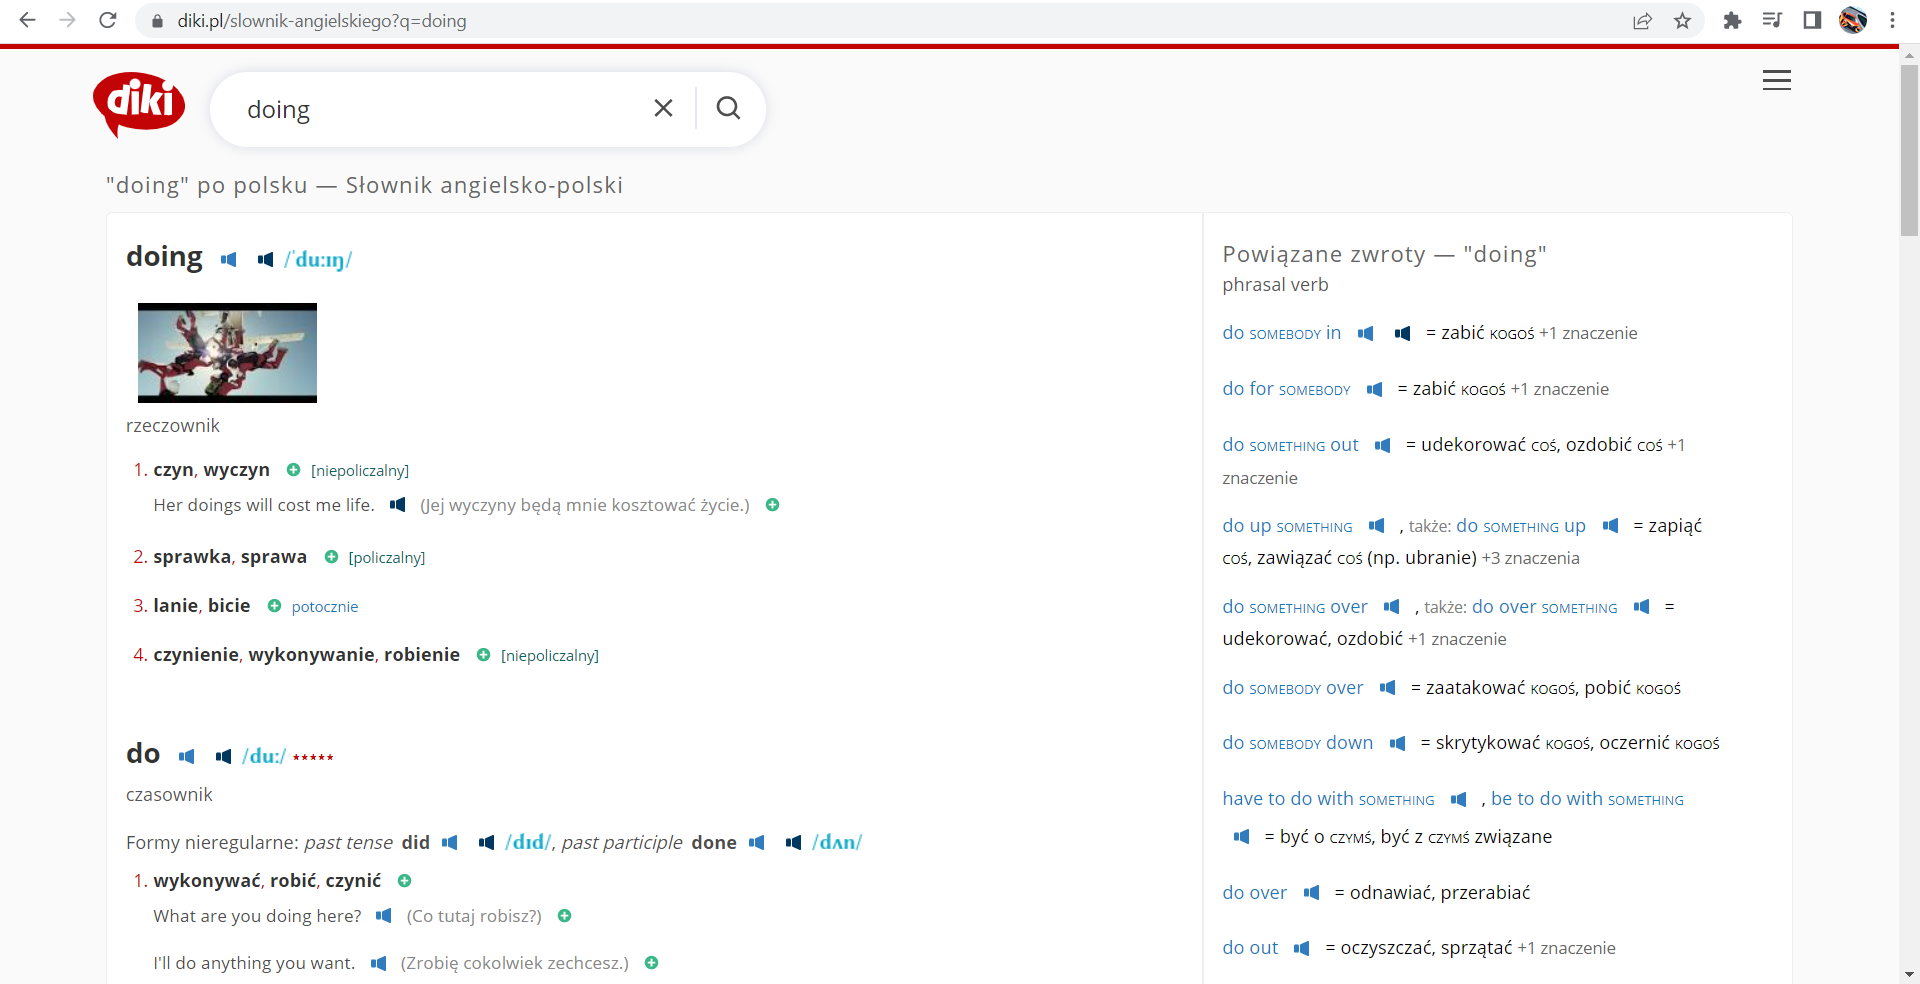 diki.pl/slownik-angielskiego?q=doing
diki
doing
"doing" po polsku — Słownik angielsko-polski
doing /ˈduːɪŋ/
rzeczownik
1. czyn, wyczyn [niepoliczalny]
Her doings will cost me life. (Jej wyczyny będą mnie kosztować życie.)
2. sprawka, sprawa [policzalny]
3. lanie, bicie potocznie
4. czynienie, wykonywanie, robienie [niepoliczalny]
do /duː/ *****
czasownik
Formy nieregularne: past tense did /dɪd/, past participle done /dʌn/
1. wykonywać, robić, czynić
What are you doing here? (Co tutaj robisz?)
I'll do anything you want. (Zrobię cokolwiek zechcesz.)
Powiązane zwroty — "doing"
phrasal verb
do SOMEBODY in = zabić KOGOŚ +1 znaczenie
do for SOMEBODY = zabić KOGOŚ +1 znaczenie
do SOMETHING out = udekorować COŚ, ozdobić COŚ +1
znaczenie
do up SOMETHING , także: do SOMETHING up = zapiąć
COŚ, zawiązać COŚ (np. ubranie) +3 znaczenia
do SOMETHING over , także: do over SOMETHING =
udekorować, ozdobić +1 znaczenie
do SOMEBODY over = zaatakować KOGOŚ, pobić KOGOŚ
do SOMEBODY down = skrytykować KOGOŚ, oczernić KOGOŚ
have to do with SOMETHING , be to do with SOMETHING
= być o CZYMŚ, być z CZYMŚ związane
do over = odnawiać, przerabiać
do out = oczyszczać, sprzątać +1 znaczenie